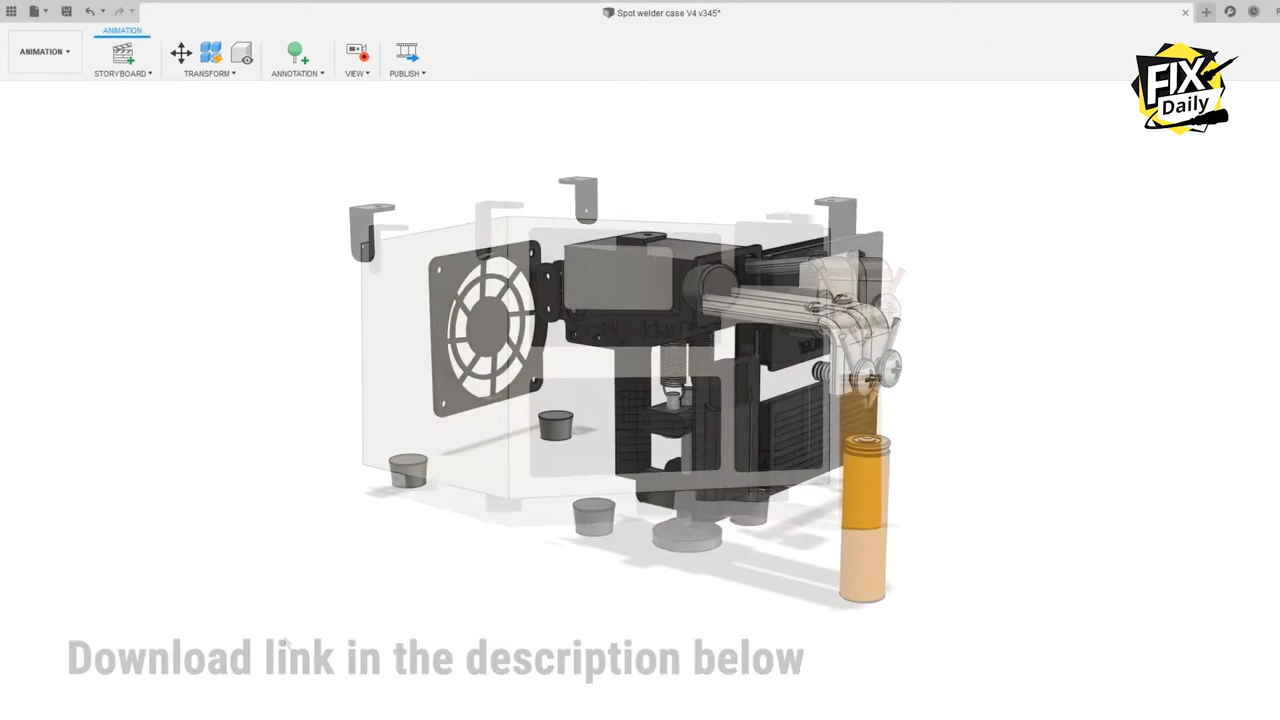 Spot welder case V4 v345*
ANIMATION
ANIMATION
STORYBOARD
TRANSFORM
ANNOTATION
VIEW
PUBLISH
FIX
Daily
Download link in the description below